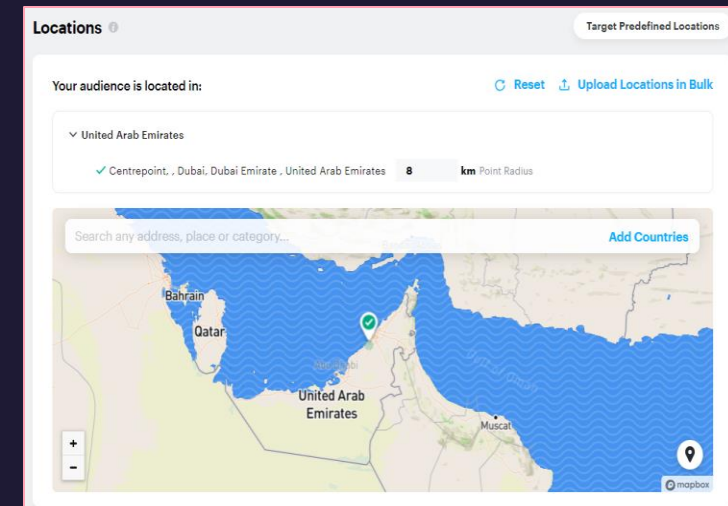 Locations
Target Predefined Locations
Your audience is located in:
Reset
Upload Locations in Bulk
United Arab Emirates
Centrepoint, , Dubai, Dubai Emirate , United Arab Emirates 8 km Point Radius
Search any address, place or category...
Add Countries
Bahrain
Qatar
Abu Dhabi
United Arab
Emirates
Muscat
+
-
mapbox